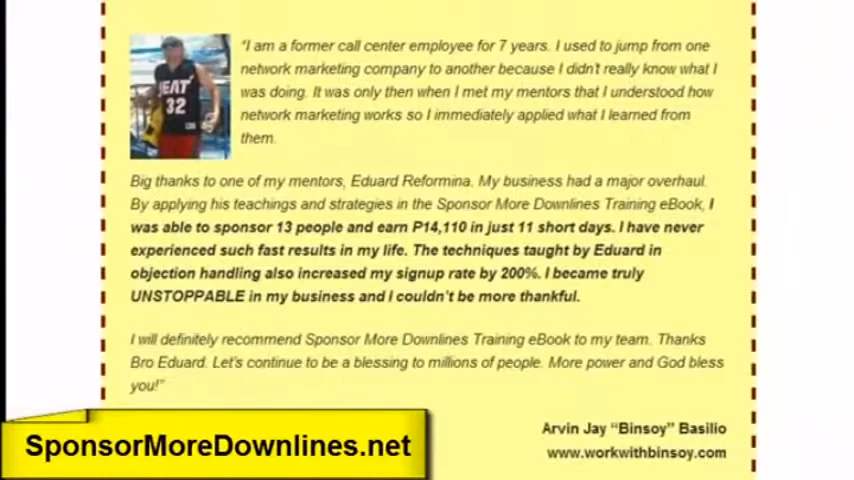 "I am a former call center employee for 7 years. I used to jump from one
network marketing company to another because I didn't really know what I
was doing. It was only then when I met my mentors that I understood how
network marketing works so I immediately applied what I learned from
them.
Big thanks to one of my mentors, Eduard Reformina. My business had a major overhaul.
By applying his teachings and strategies in the Sponsor More Downlines Training eBook, I
was able to sponsor 13 people and earn P14,110 in just 11 short days. I have never
experienced such fast results in my life. The techniques taught by Eduard in
objection handling also increased my signup rate by 200%. I became truly
UNSTOPPABLE in my business and I couldn't be more thankful.
I will definitely recommend Sponsor More Downlines Training eBook to my team. Thanks
Bro Eduard. Let's continue to be a blessing to millions of people. More power and God bless
you!"
Arvin Jay "Binsoy" Basilio
www.workwithbinsoy.com
SponsorMoreDownlines.net
HEAT
32